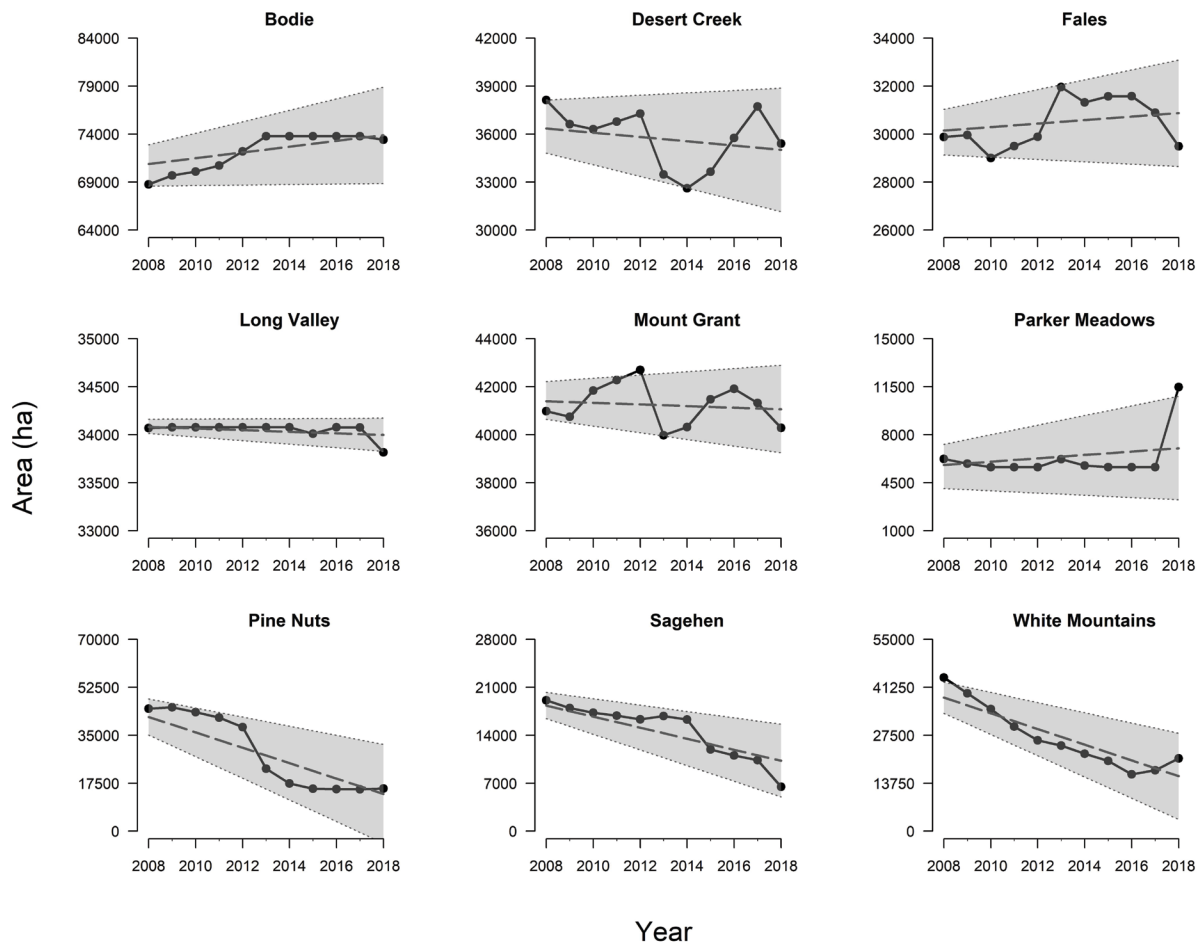 Bodie Desert Creek Fales
84000 42000 34000
79000 39000 32000
74000 36000 30000
69000 33000 28000
64000 30000 26000
2008 2010 2012 2014 2016 2018 2008 2010 2012 2014 2016 2018 2008 2010 2012 2014 2016 2018
Long Valley Mount Grant Parker Meadows
35000 44000 15000
34500 42000 11500
34000 40000 8000
33500 38000 4500
33000 36000 1000
2008 2010 2012 2014 2016 2018 2008 2010 2012 2014 2016 2018 2008 2010 2012 2014 2016 2018
Area (ha)
Pine Nuts Sagehen White Mountains
70000 28000 55000
52500 21000 41250
35000 14000 27500
17500 7000 13750
0 0 0
2008 2010 2012 2014 2016 2018 2008 2010 2012 2014 2016 2018 2008 2010 2012 2014 2016 2018
Year